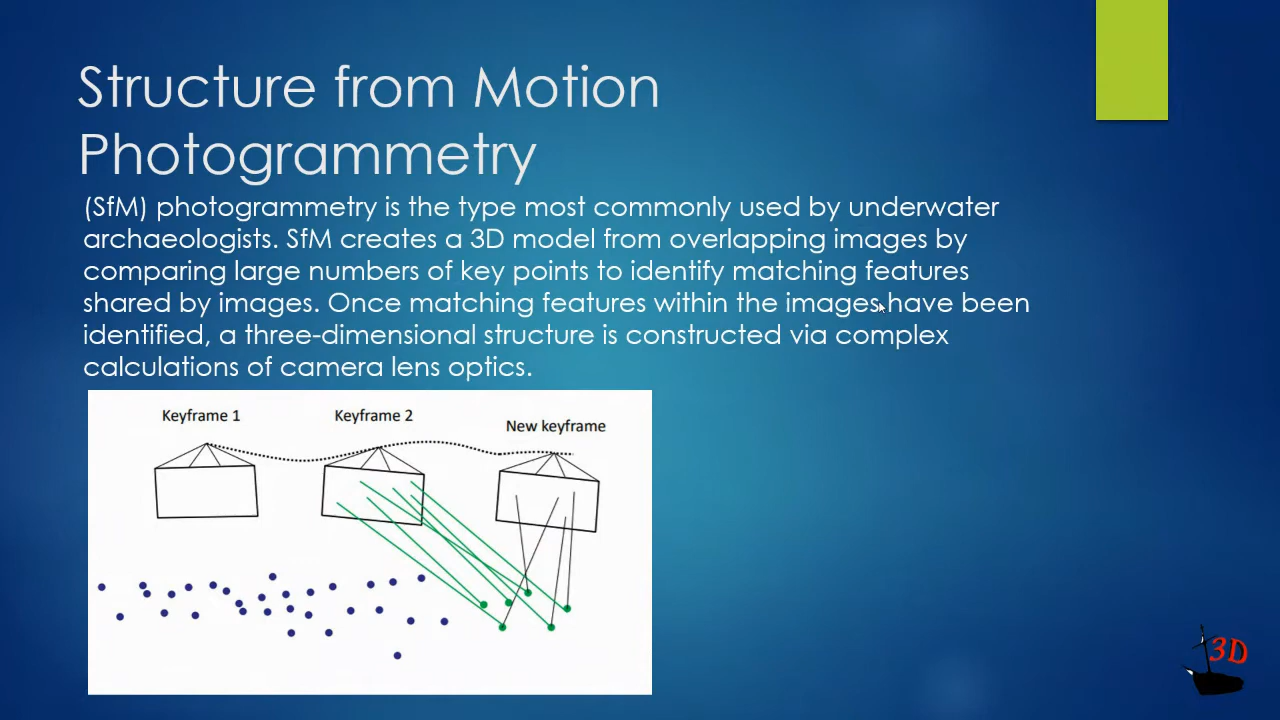 Structure from Motion
Photogrammetry
(SfM) photogrammetry is the type most commonly used by underwater
archaeologists. SfM creates a 3D model from overlapping images by
comparing large numbers of key points to identify matching features
shared by images. Once matching features within the images have been
identified, a three-dimensional structure is constructed via complex
calculations of camera lens optics.
Keyframe 1
Keyframe 2
New keyframe
3D